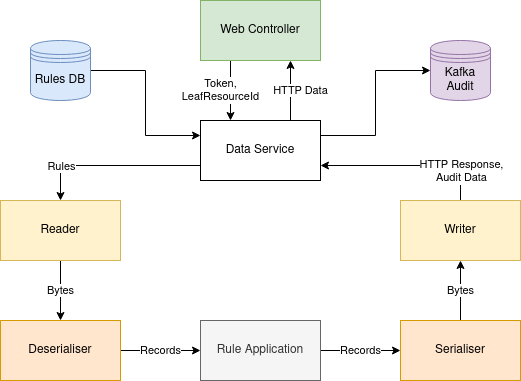 Web Controller
Rules DB
Token,
LeafResourceId
HTTP Data
Kafka
Audit
Data Service
Rules
HTTP Response,
Audit Data
Reader
Writer
Bytes
Bytes
Deserialiser
Records
Rule Application
Records
Serialiser